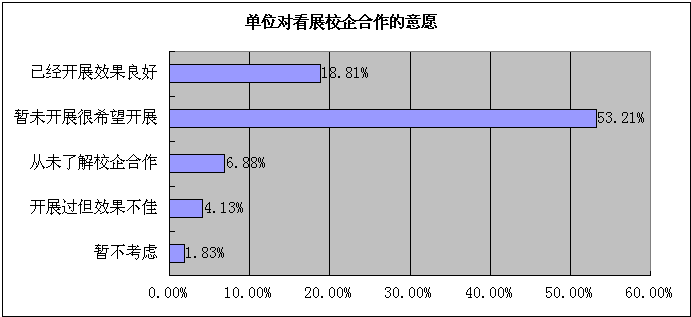 单位对看展校企合作的意愿
已经开展效果良好
18.81%
暂未开展很希望开展
53.21%
从未了解校企合作
6.88%
开展过但效果不佳
4.13%
暂不考虑
1.83%
0.00% 10.00% 20.00% 30.00% 40.00% 50.00% 60.00%